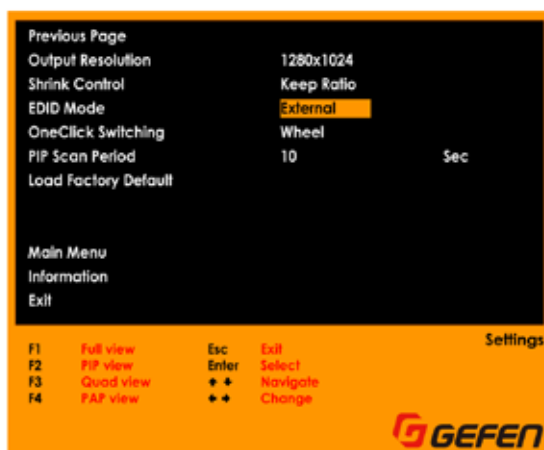 Previous Page
Output Resolution 1280x1024
Shrink Control Keep Ratio
EDID Mode External
OneClick Switching Wheel
PIP Scan Period 10 Sec
Load Factory Default
Main Menu
Information
Exit
Settings
F1 Full view Esc Exit
F2 PIP view Enter Select
F3 Quad view Navigate
F4 PAP view Change
GEFEN